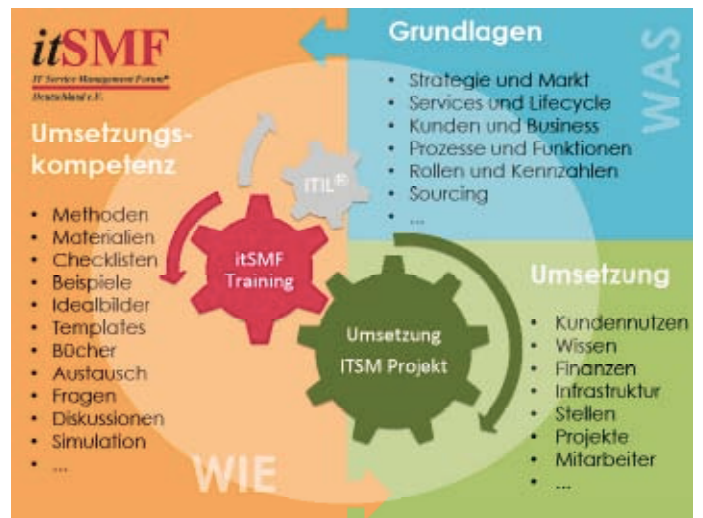 itSMF
IT Service Management Forum®
Deutschland e.V.
Umsetzungs-
kompetenz
• Methoden
• Materialien
• Checklisten
• Beispiele
• Idealbilder
• Templates
• Bücher
• Austausch
• Fragen
• Diskussionen
• Simulation
• ...
WIE
Grundlagen
• Strategie und Markt
• Services und Lifecycle
• Kunden und Business
• Prozesse und Funktionen
• Rollen und Kennzahlen
• Sourcing
• ...
WAS
ITIL®
itSMF
Training
Umsetzung
ITSM Projekt
Umsetzung
• Kundennutzen
• Wissen
• Finanzen
• Infrastruktur
• Stellen
• Projekte
• Mitarbeiter
• ...